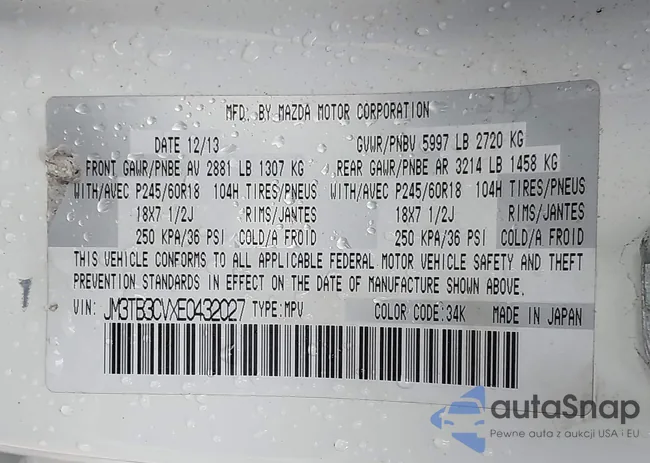 MFD. BY MAZDA MOTOR CORPORATION
DATE 12/13 GVWR/PNBV 5997 LB 2720 KG
FRONT GAWR/PNBE AV 2881 LB 1307 KG REAR GAWR/PNBE AR 3214 LB 1458 KG
WITH/AVEC P245/60R18 104H TIRES/PNEUS WITH/AVEC P245/60R18 104H TIRES/PNEUS
18X7 1/2J RIMS/JANTES 18X7 1/2J RIMS/JANTES
250 KPA/36 PSI COLD/A FROID 250 KPA/36 PSI COLD/A FROID
THIS VEHICLE CONFORMS TO ALL APPLICABLE FEDERAL MOTOR VEHICLE SAFETY AND THEFT
PREVENTION STANDARDS IN EFFECT ON THE DATE OF MANUFACTURE SHOWN ABOVE.
VIN: JM3TB3CVXE0432027 TYPE: MPV COLOR CODE: 34K MADE IN JAPAN
autaSnap
Pewne auta z aukcji USA i EU